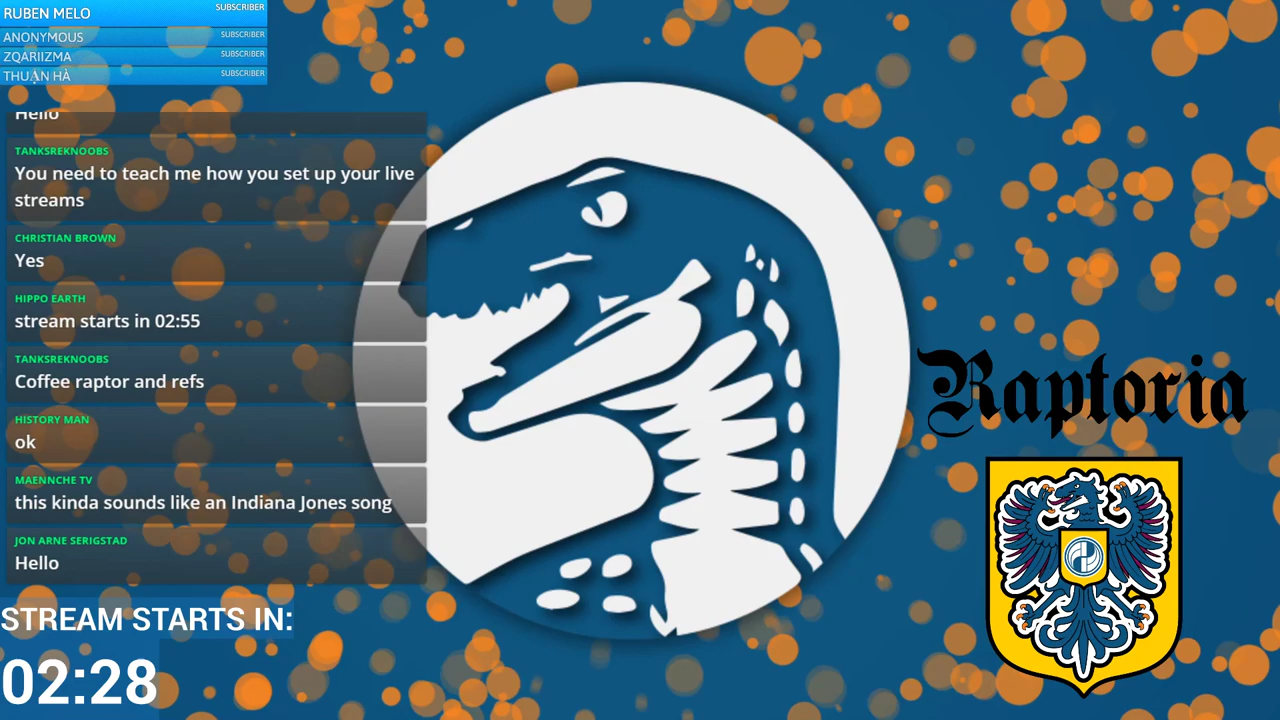 RUBEN MELO SUBSCRIBER
ANONYMOUS SUBSCRIBER
ZQARIIZMA SUBSCRIBER
THUẬN HÀ SUBSCRIBER
Hello
TANKSREKNOOBS
You need to teach me how you set up your live
streams
CHRISTIAN BROWN
Yes
HIPPO EARTH
stream starts in 02:55
TANKSREKNOOBS
Coffee raptor and refs
HISTORY MAN
ok
MAENNCHE TV
this kinda sounds like an Indiana Jones song
JON ARNE SERIGSTAD
Hello
STREAM STARTS IN:
02:28
Raptoria